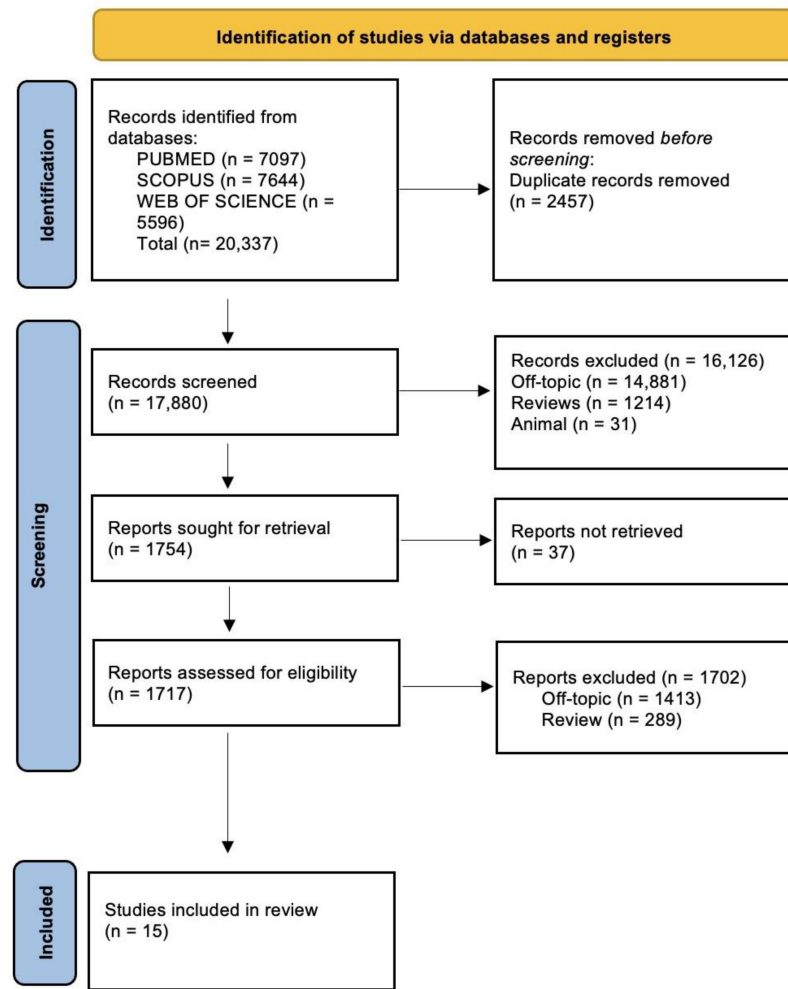 Identification of studies via databases and registers
Identification
Records identified from
databases:
PUBMED (n = 7097)
SCOPUS (n = 7644)
WEB OF SCIENCE (n =
5596)
Total (n= 20,337)
Records removed before
screening:
Duplicate records removed
(n = 2457)
Screening
Records screened
(n = 17,880)
Records excluded (n = 16,126)
Off-topic (n = 14,881)
Reviews (n = 1214)
Animal (n = 31)
Reports sought for retrieval
(n = 1754)
Reports not retrieved
(n = 37)
Reports assessed for eligibility
(n = 1717)
Reports excluded (n = 1702)
Off-topic (n = 1413)
Review (n = 289)
Included
Studies included in review
(n = 15)